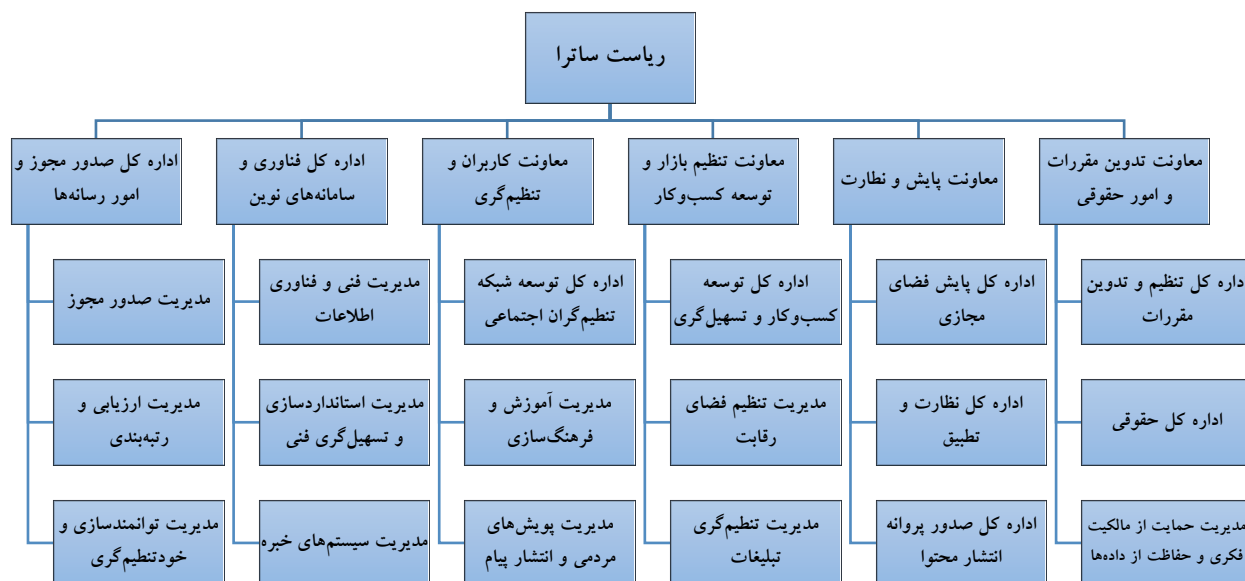 ریاست ساترا
معاونت تدوین مقررات
و امور حقوقی
معاونت پایش و نطارت
معاونت تنظیم بازار و
توسعه کسب‌وکار
معاونت کاربران و
تنظیم‌گری
اداره کل فناوری و
سامانه‌های نوین
اداره کل صدور مجوز و
امور رسانه‌ها
داره کل تنظیم و تدوین
مقررات
اداره کل پایش فضای
مجازی
اداره کل توسعه
کسب‌وکار و تسهیل‌گری
اداره کل توسعه شبکه
تنطیم‌گران اجتماعی
مدیریت فنی و فناوری
اطلاعات
مدیریت صدور مجوز
اداره کل حقوقی
اداره کل نظارت و
تطبیق
مدیریت تنظیم فضای
رقابت
مدیریت آموزش و
فرهنگ‌سازی
مدیریت استانداردسازی
و تسهیل‌گری فنی
مدیریت ارزیابی و
رتبه‌بندی
مدیریت حمایت از مالکیت
فکری و حفاظت از داده‌ها
اداره کل صدور پروانه
انتشار محتوا
مدیریت تنطیم‌گری
تبلیغات
مدیریت پویش‌های
مردمی و انتشار پیام
مدیریت سیستم‌های خبره
مدیریت توانمندسازی و
خودتنطیم‌گری